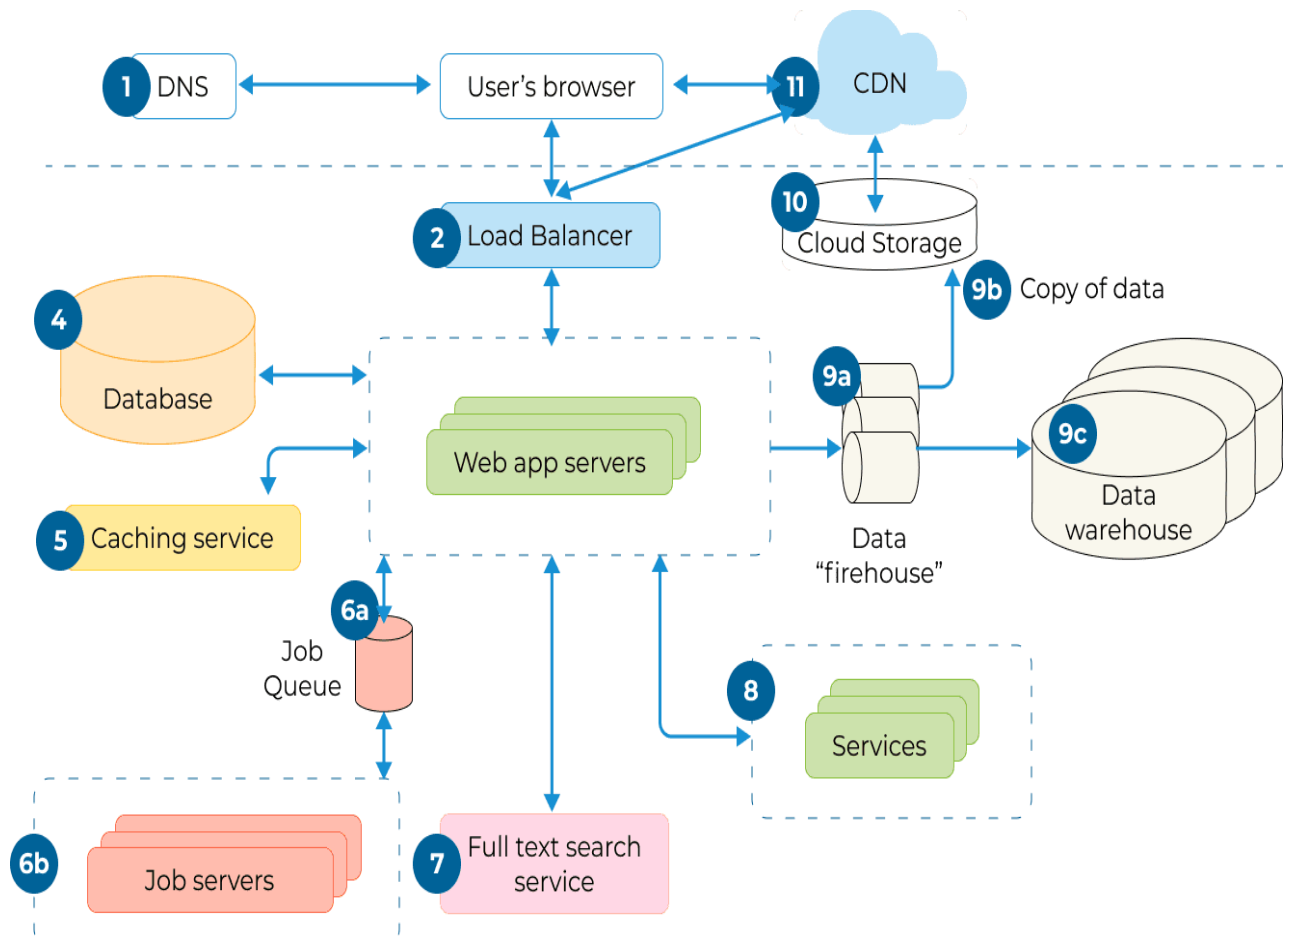 1 DNS
User's browser
11 CDN
10
Cloud Storage
2 Load Balancer
9b Copy of data
4
Database
9a
9c
Web app servers
Data
warehouse
5 Caching service
Data
“firehouse”
6a
Job
Queue
8
Services
6b
Job servers
7
Full text search
service